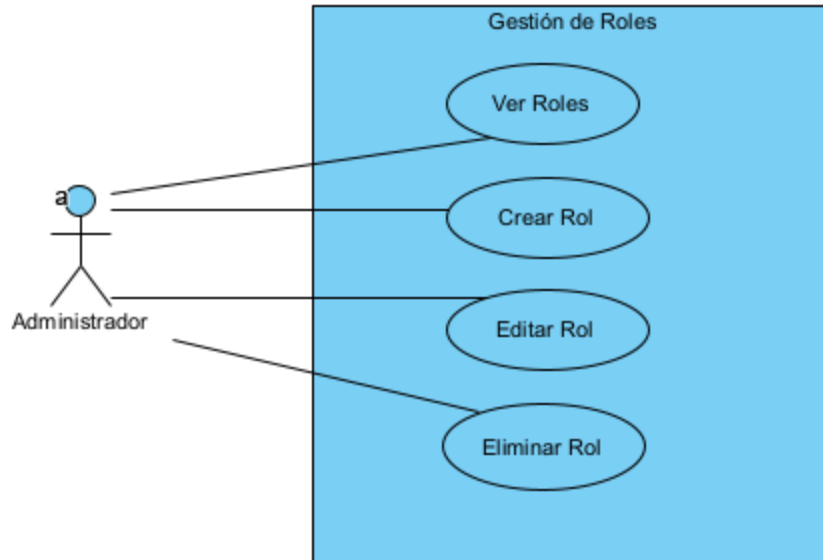 Gestión de Roles
Ver Roles
a
Crear Rol
Editar Rol
Administrador
Eliminar Rol